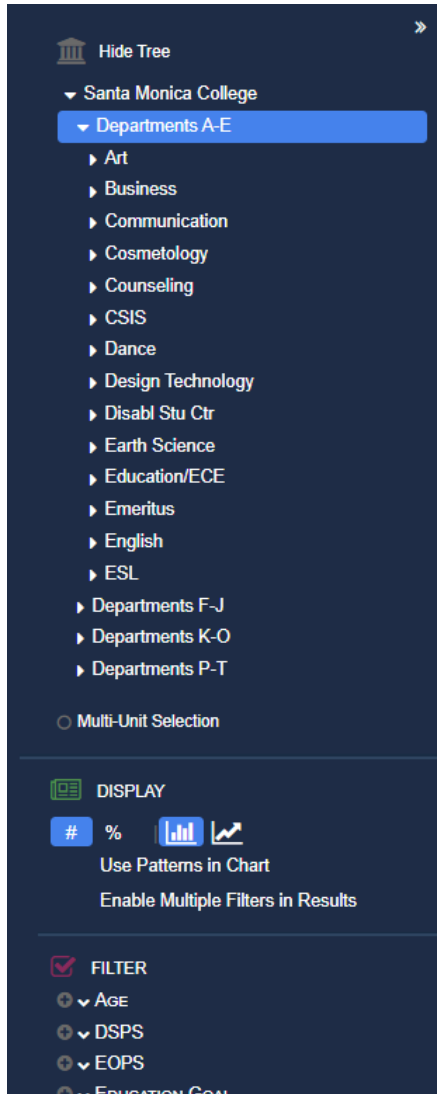 »
Hide Tree
Santa Monica College
Departments A-E
Art
Business
Communication
Cosmetology
Counseling
CSIS
Dance
Design Technology
Disabl Stu Ctr
Earth Science
Education/ECE
Emeritus
English
ESL
Departments F-J
Departments K-O
Departments P-T
Multi-Unit Selection
DISPLAY
# %
Use Patterns in Chart
Enable Multiple Filters in Results
FILTER
AGE
DSPS
EOPS
EDUCATION GOAL